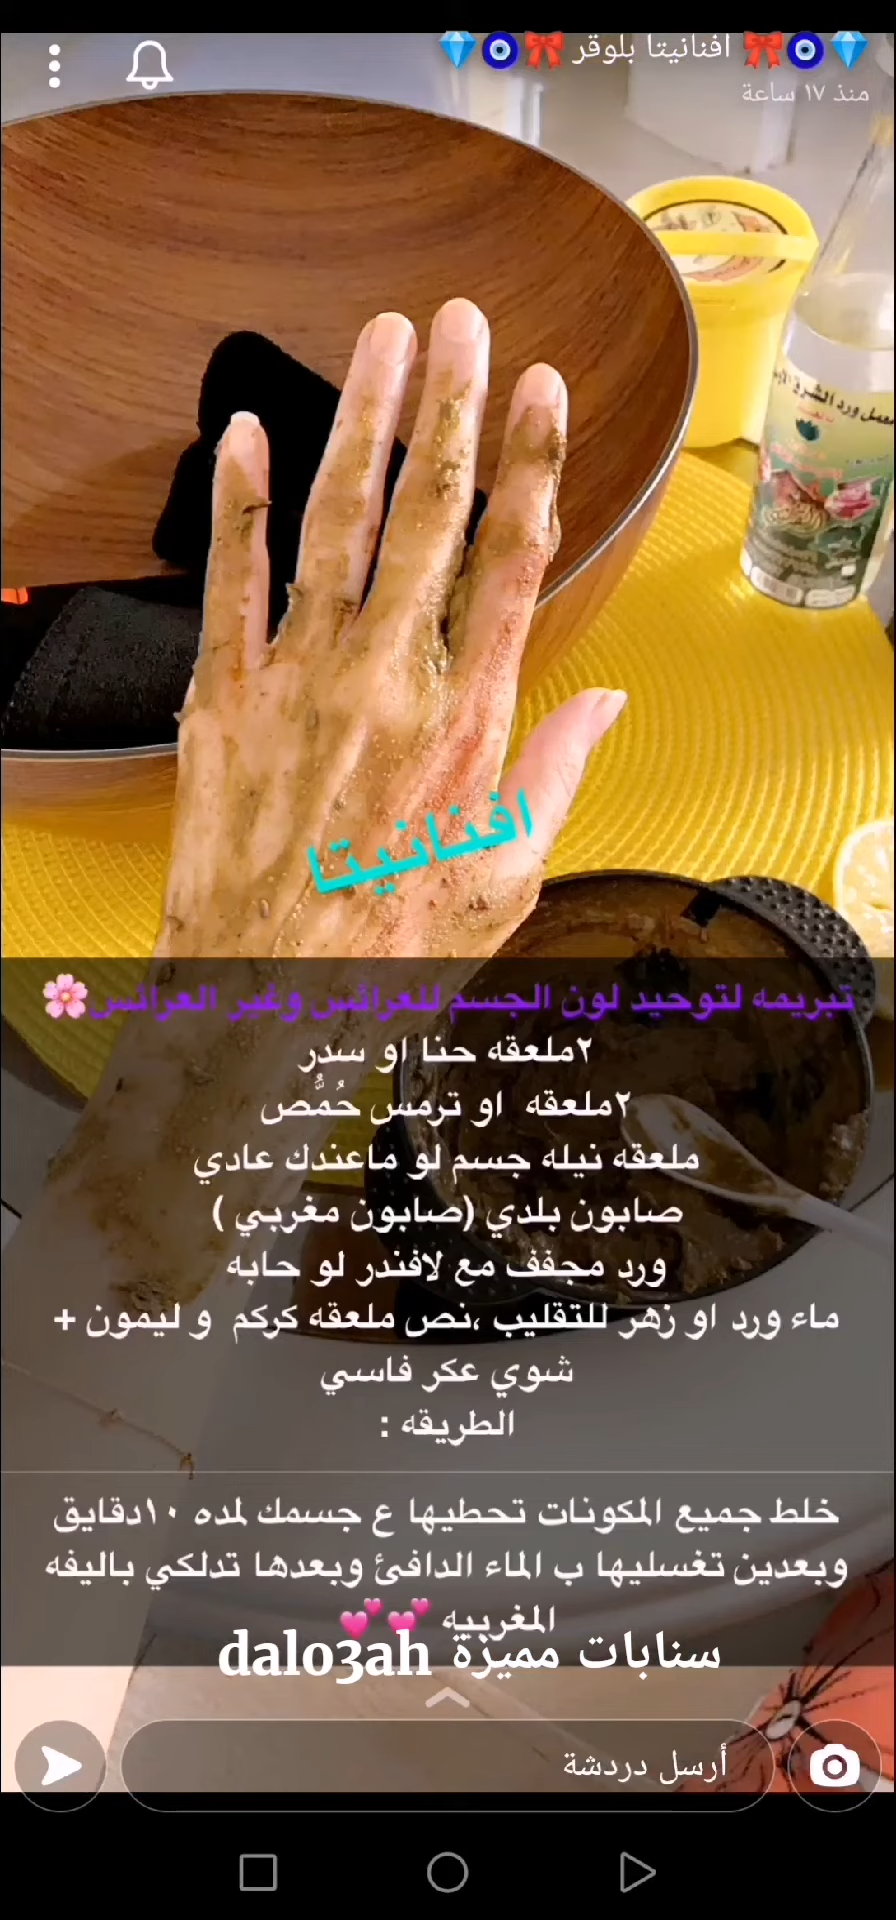 افنانيتا بلوقر
منذ ١٧ ساعة
معمل ورد الشرق
افنانيتا
تبريمه لتوحيد لون الجسم للعرائس وغير العرائس🌸
٢ملعقه حنا او سدر
٢ملعقه او ترمس حُمُّص
ملعقه نيله جسم لو ماعندك عادي
صابون بلدي (صابون مغربي )
ورد مجفف مع لافندر لو حابه
ماء ورد او زهر للتقليب ،نص ملعقه كركم و ليمون +
شوي عكر فاسي
الطريقه :
خلط جميع المكونات تحطيها ع جسمك لمده ١٠دقايق
وبعدين تغسليها ب الماء الدافئ وبعدها تدلكي باليفه
المغربيه 💕💕
سنابات مميزة dalo3ah
أرسل دردشة